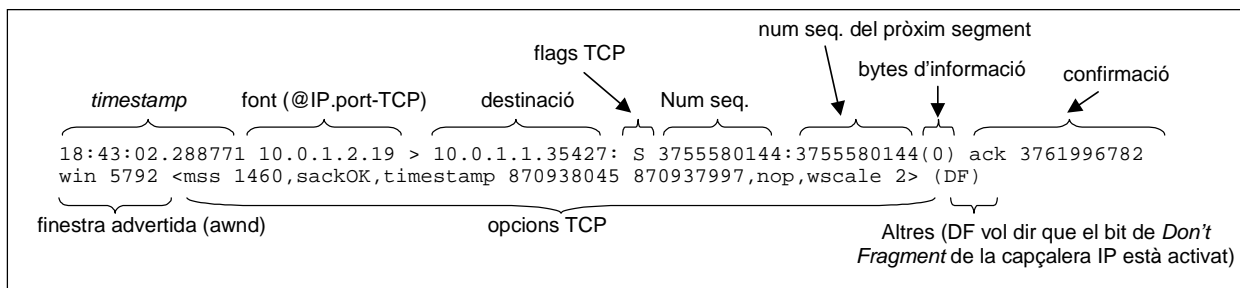 num seq. del pròxim segment
flags TCP
bytes d'informació
confirmació
timestamp
font (@IP.port-TCP)
destinació
Num seq.
18:43:02.288771 10.0.1.2.19 > 10.0.1.1.35427: S 3755580144:3755580144(0) ack 3761996782
win 5792 <mss 1460,sackOK,timestamp 870938045 870937997,nop,wscale 2> (DF)
finestra advertida (awnd)
opcions TCP
Altres (DF vol dir que el bit de Don't
Fragment de la capçalera IP està activat)